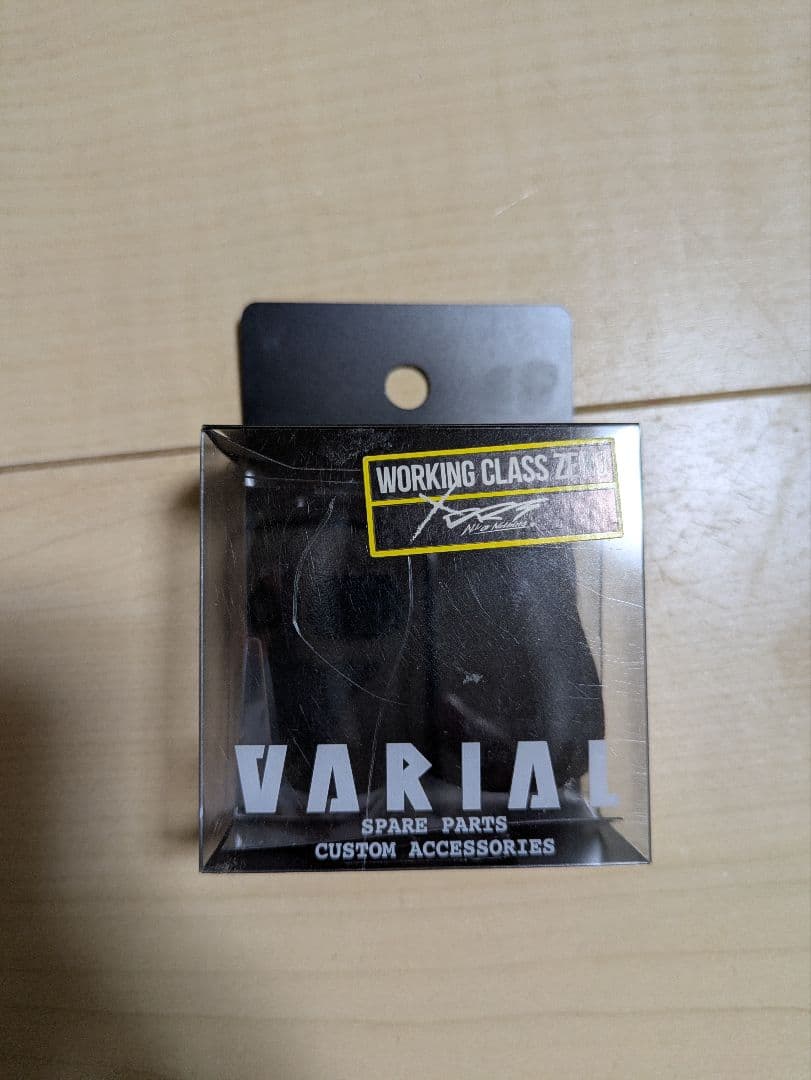 WORKING CLASS ZERO
VARIAL
SPARE PARTS
CUSTOM ACCESSORIES